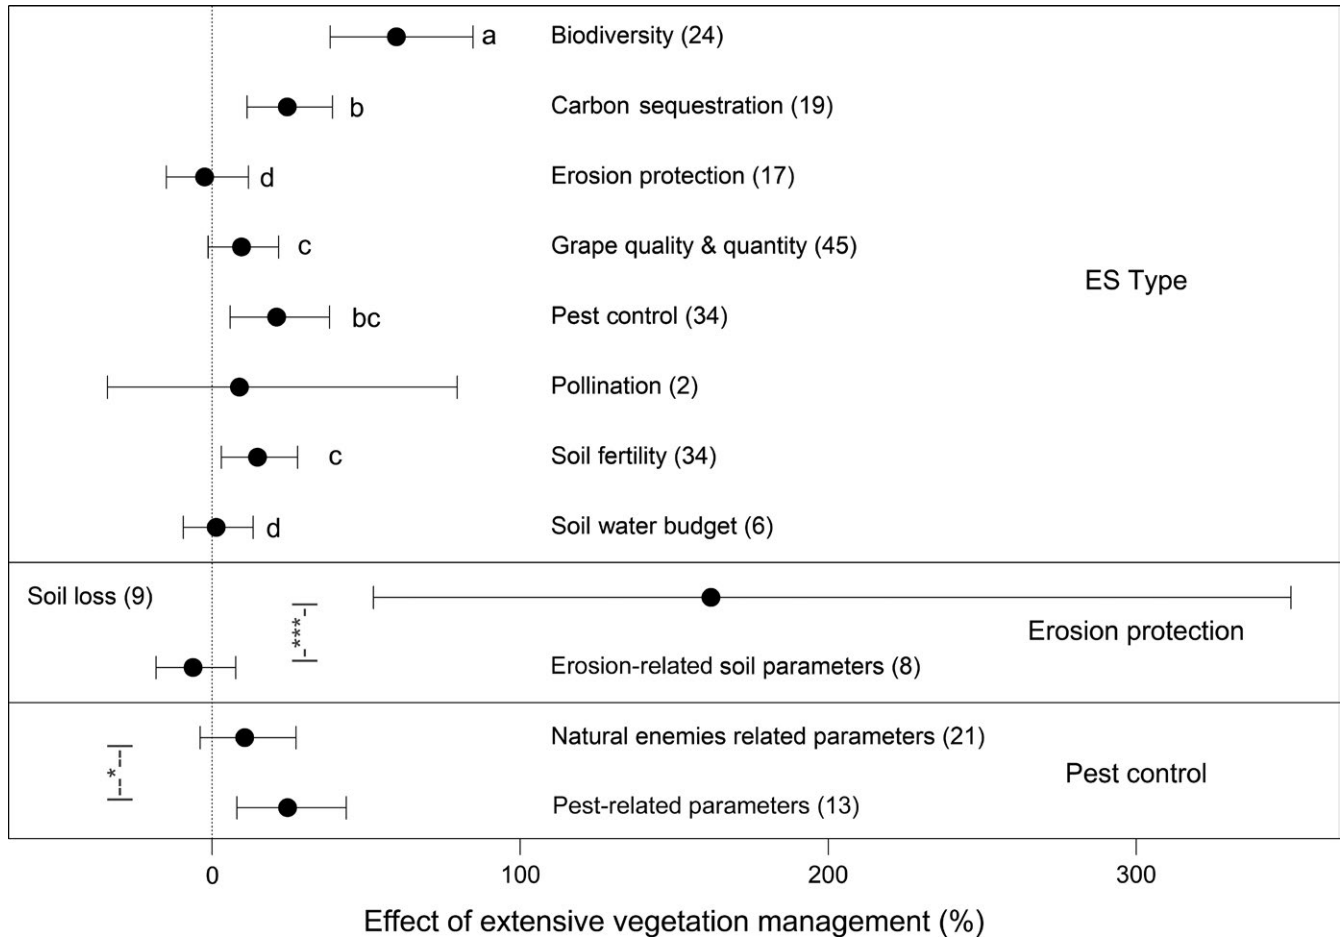 a Biodiversity (24)
b Carbon sequestration (19)
d Erosion protection (17)
c Grape quality & quantity (45)
ES Type
bc Pest control (34)
Pollination (2)
c Soil fertility (34)
d Soil water budget (6)
Soil loss (9)
***
Erosion protection
Erosion-related soil parameters (8)
Natural enemies related parameters (21)
*
Pest control
Pest-related parameters (13)
0 100 200 300
Effect of extensive vegetation management (%)